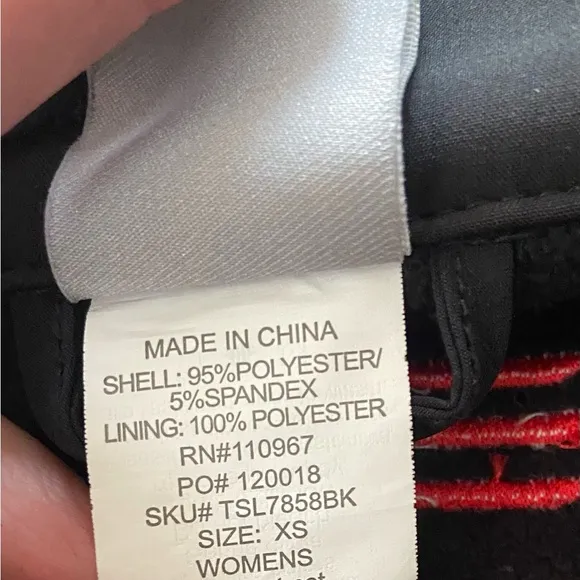 MADE IN CHINA
SHELL: 95%POLYESTER/
5%SPANDEX
LINING: 100% POLYESTER
RN#110967
PO# 120018
SKU# TSL7858BK
SIZE: XS
WOMENS